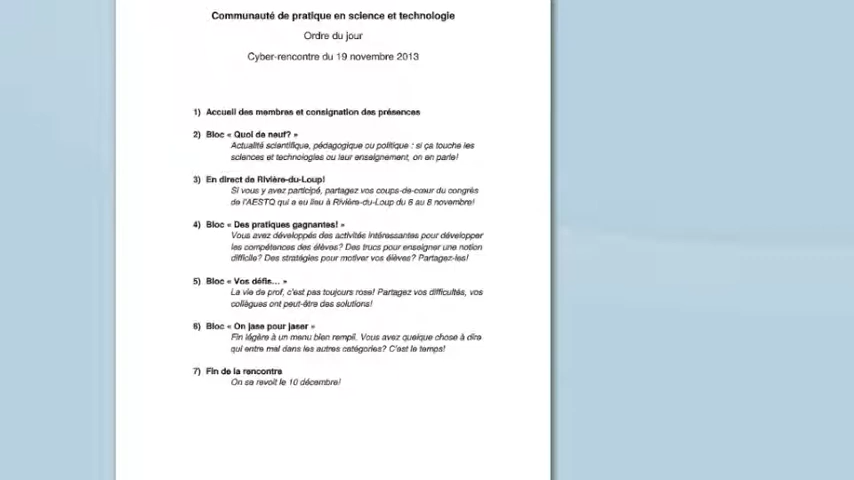 Communauté de pratique en science et technologie
Ordre du jour
Cyber-rencontre du 19 novembre 2013
1) Accueil des membres et consignation des présences
2) Bloc « Quoi de neuf? »
Actualité scientifique, pédagogique ou politique : si ça touche les
sciences et technologies ou leur enseignement, on en parle!
3) En direct de Rivière-du-Loup!
Si vous y avez participé, partagez vos coups-de-cœur du congrès
de l'AESTQ qui a eu lieu à Rivière-du-Loup du 6 au 8 novembre!
4) Bloc « Des pratiques gagnantes! »
Vous avez développés des activités intéressantes pour développer
les compétences des élèves? Des trucs pour enseigner une notion
difficile? Des stratégies pour motiver vos élèves? Partagez-les!
5) Bloc « Vos défis... »
La vie de prof, c'est pas toujours rose! Partagez vos difficultés, vos
collègues ont peut-être des solutions!
6) Bloc « On jase pour jaser »
Fin légère à un menu bien rempli. Vous avez quelque chose à dire
qui entre mal dans les autres catégories? C'est le temps!
7) Fin de la rencontre
On se revoit le 10 décembre!